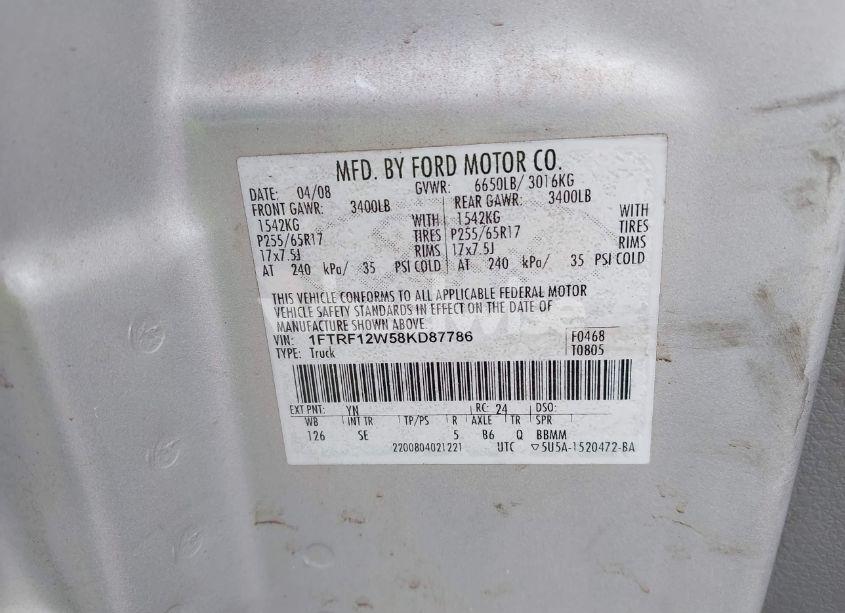 MFD. BY FORD MOTOR CO.
DATE: 04/08 GVWR: 6650LB/ 3016KG
FRONT GAWR: 3400LB REAR GAWR: 3400LB
1542KG WITH 1542KG WITH
P255/65R17 TIRES P255/65R17 TIRES
17x7.5J RIMS 17x7.5J RIMS
AT 240 kPa/ 35 PSI COLD AT 240 kPa/ 35 PSI COLD
THIS VEHICLE CONFORMS TO ALL APPLICABLE FEDERAL MOTOR
VEHICLE SAFETY STANDARDS IN EFFECT ON THE DATE OF
MANUFACTURE SHOWN ABOVE.
VIN: 1FTRF12W58KD87786 F0468
TYPE: Truck T0805
EXT PNT: YN RC: 24 DSO:
WB INT TR TP/PS R AXLE TR SPR
126 SE 5 B6 Q BBMM
2200804021221 UTC ▽5U5A-1520472-BA